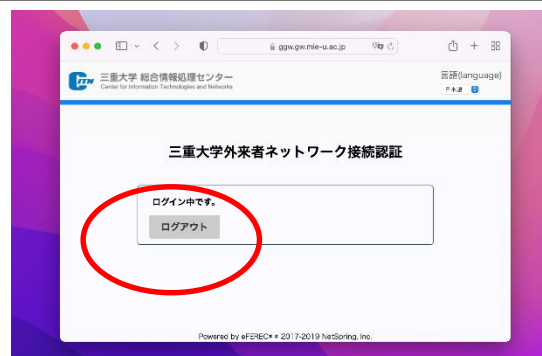 ggw.gw.mie-u.ac.jp
三重大学 総合情報処理センター
Center for Information Technologies and Networks
言語(language)
日本語
三重大学外来者ネットワーク接続認証
ログイン中です。
ログアウト
Powered by eFEREC® © 2017-2019 NetSpring, Inc.